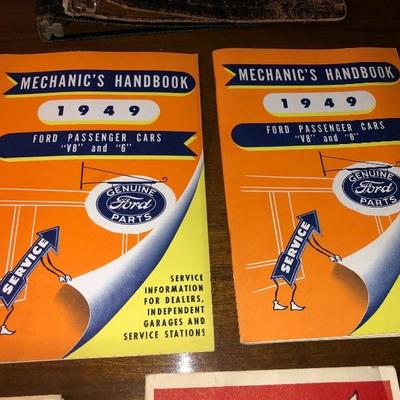 MECHANIC'S HANDBOOK
1949
FORD PASSENGER CARS
"V8" and "6"
GENUINE
Ford
PARTS
SERVICE
SERVICE
INFORMATION
FOR DEALERS,
INDEPENDENT
GARAGES AND
SERVICE STATIONS
MECHANIC'S HANDBOOK
1949
FORD PASSENGER CARS
"V8" and "6"
GENUINE
Ford
PARTS
SERVICE